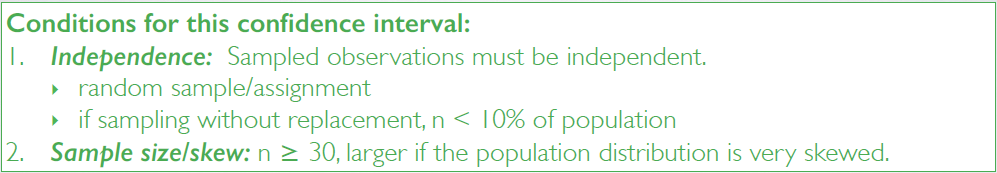 Conditions for this confidence interval:
1. Independence: Sampled observations must be independent.
‣ random sample/assignment
‣ if sampling without replacement, n < 10% of population
2. Sample size/skew: n ≥ 30, larger if the population distribution is very skewed.